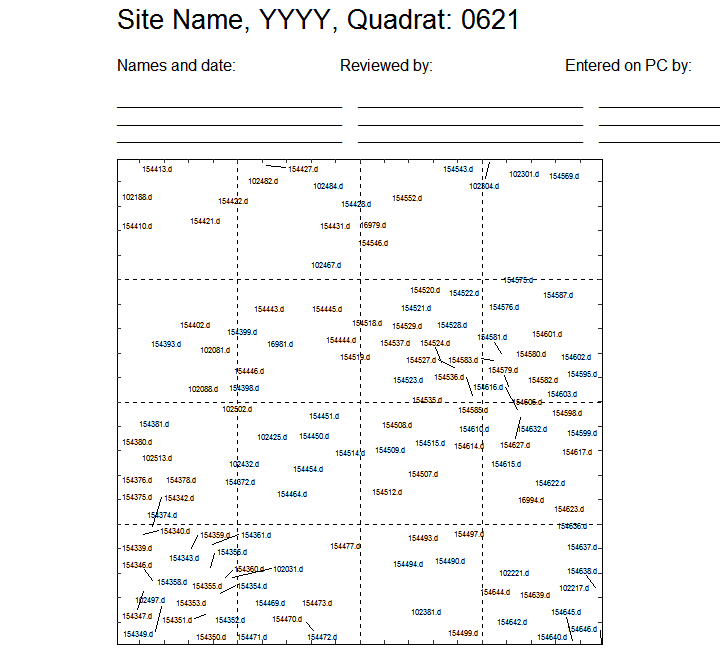 Site Name, YYYY, Quadrat: 0621
Names and date: Reviewed by: Entered on PC by:
154413.d 154427.d 154543.d 102301.d 154569.d
102482.d 102484.d 102304.d
102188.d 154422.d 154428.d 154552.d
154410.d 154421.d 154431.d 16979.d
154546.d
102467.d
154575.d
154520.d 154522.d 154587.d
154443.d 154445.d 154521.d 154576.d
154402.d 154518.d 154529.d 154528.d
154399.d 154581.d 154601.d
154393.d 16981.d 154444.d 154537.d 154524.d
102081.d 154519.d 154527.d 154583.d 154580.d 154602.d
154446.d 154579.d 154595.d
154523.d 154536.d 154582.d
102088.d 154398.d 154616.d 154603.d
154535.d 154606.d
102502.d 154585.d 154598.d
154381.d 154451.d 154508.d 154610.d 154632.d 154599.d
154380.d 102425.d 154450.d 154515.d 154614.d 154627.d
102513.d 154514.d 154509.d 154617.d
102432.d 154454.d 154615.d
154376.d 154378.d 154372.d 154507.d 154622.d
154375.d 154342.d 154464.d 154512.d 16994.d
154374.d 154623.d
154636.d
154340.d 154359.d 154361.d 154493.d 154497.d
154339.d 154356.d 154477.d 154637.d
154346.d 154343.d 154360.d 102031.d 154494.d 154490.d 102221.d 154638.d
154358.d 154355.d 154354.d 154644.d 154639.d 102217.d
102497.d 154353.d 154469.d 154473.d
154347.d 154351.d 154352.d 154470.d 102381.d 154642.d 154645.d
154349.d 154350.d 154471.d 154472.d 154499.d 154640.d 154646.d